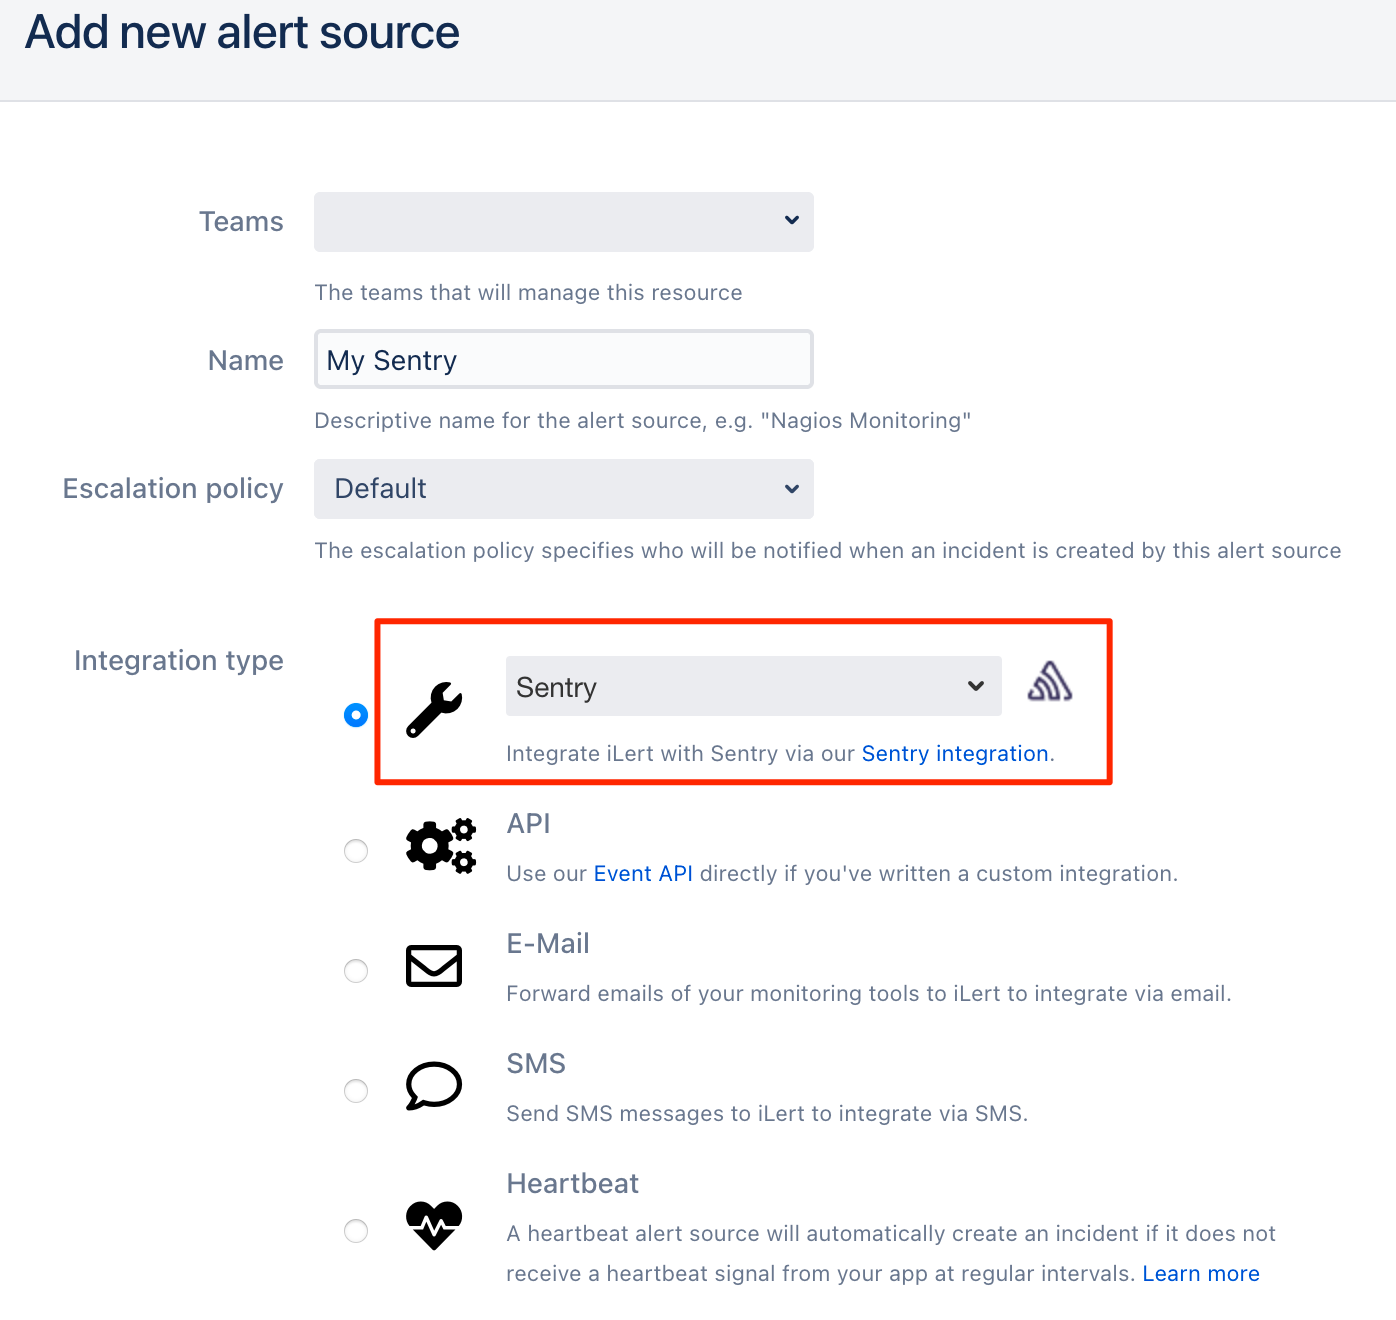 Add new alert source
Teams
The teams that will manage this resource
Name
My Sentry
Descriptive name for the alert source, e.g. "Nagios Monitoring"
Escalation policy
Default
The escalation policy specifies who will be notified when an incident is created by this alert source
Integration type
Sentry
Integrate iLert with Sentry via our Sentry integration.
API
Use our Event API directly if you've written a custom integration.
E-Mail
Forward emails of your monitoring tools to iLert to integrate via email.
SMS
Send SMS messages to iLert to integrate via SMS.
Heartbeat
A heartbeat alert source will automatically create an incident if it does not
receive a heartbeat signal from your app at regular intervals. Learn more